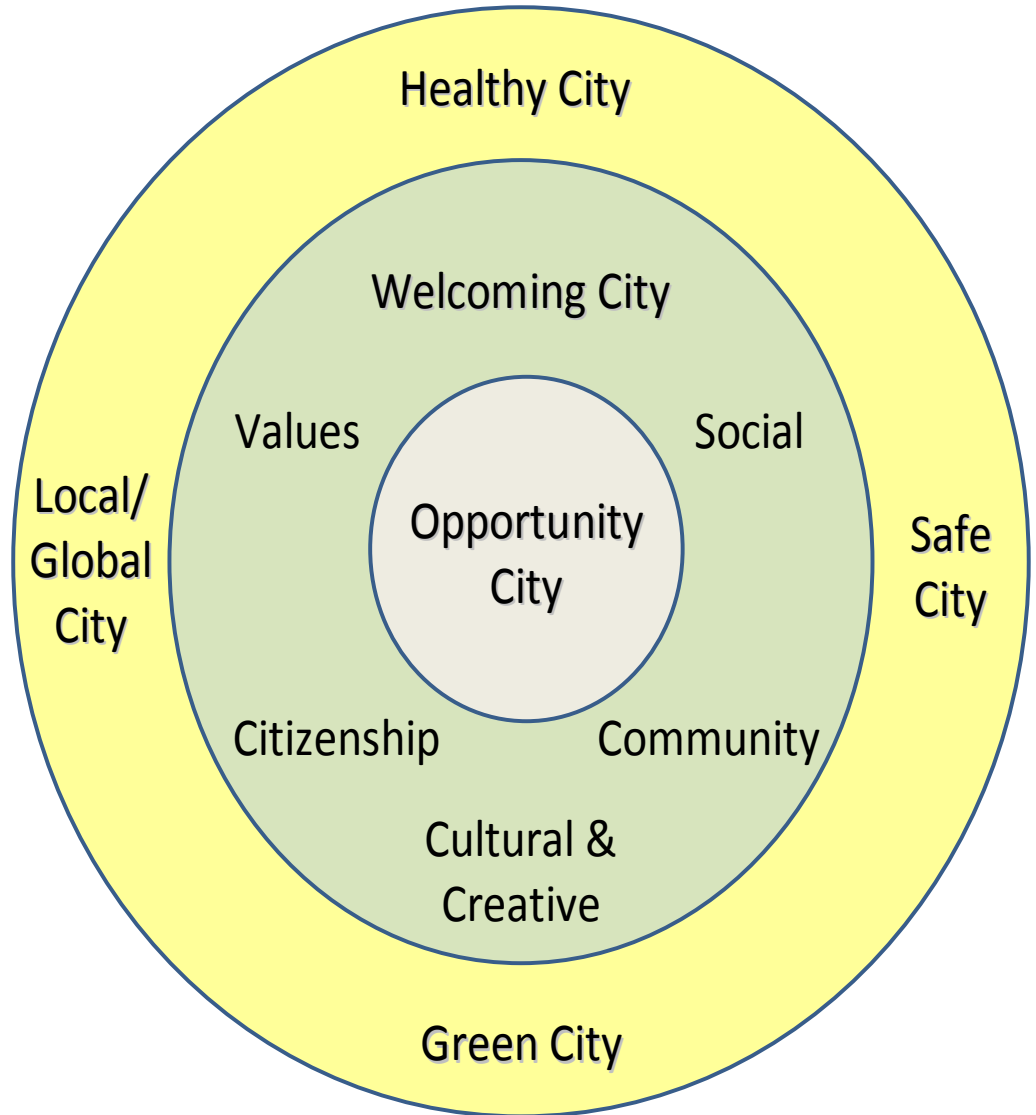 Healthy City
Welcoming City
Values
Social
Local/
Global
City
Opportunity
City
Safe
City
Citizenship
Community
Cultural &
Creative
Green City